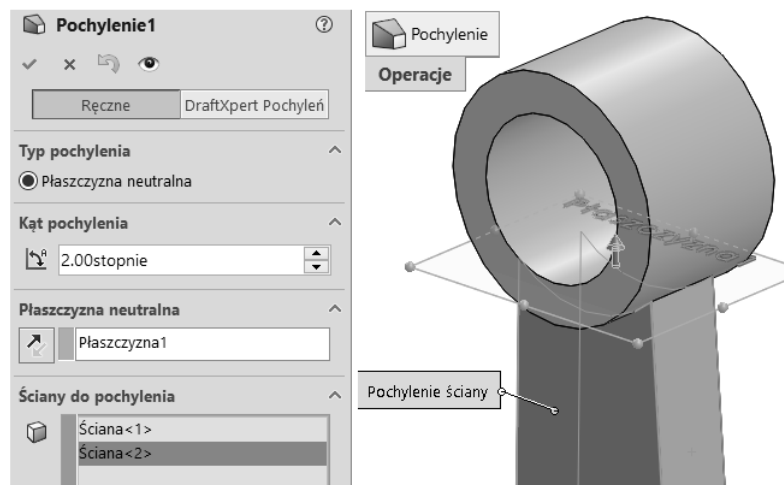 Pochylenie1
?
Ręczne
DraftXpert Pochyleń
Typ pochylenia
Płaszczyzna neutralna
Kąt pochylenia
2.00stopnie
Płaszczyzna neutralna
Płaszczyzna1
Ściany do pochylenia
Ściana<1>
Ściana<2>
Pochylenie
Operacje
Pochylenie ściany